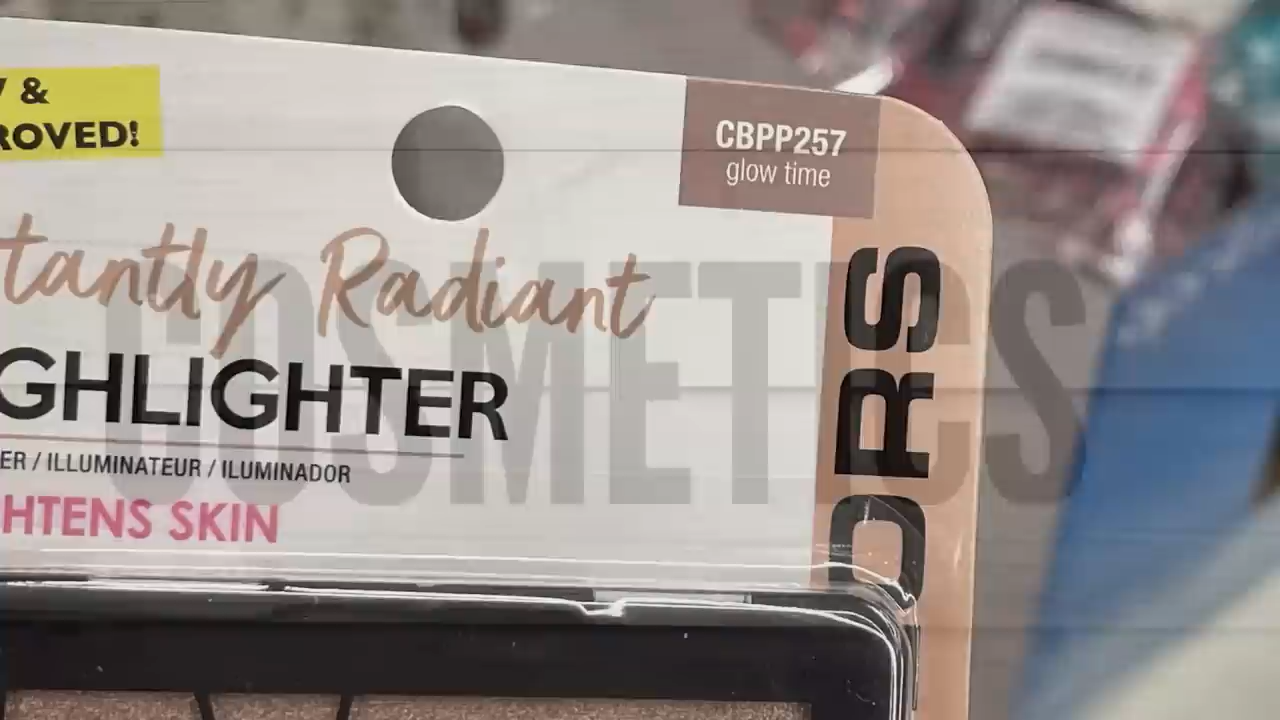 &
ROVED!
CBPP257
glow time
tantly Radiant
GHLIGHTER
ER / ILLUMINATEUR / ILUMINADOR
HTENS SKIN
ORS
COSMETICS